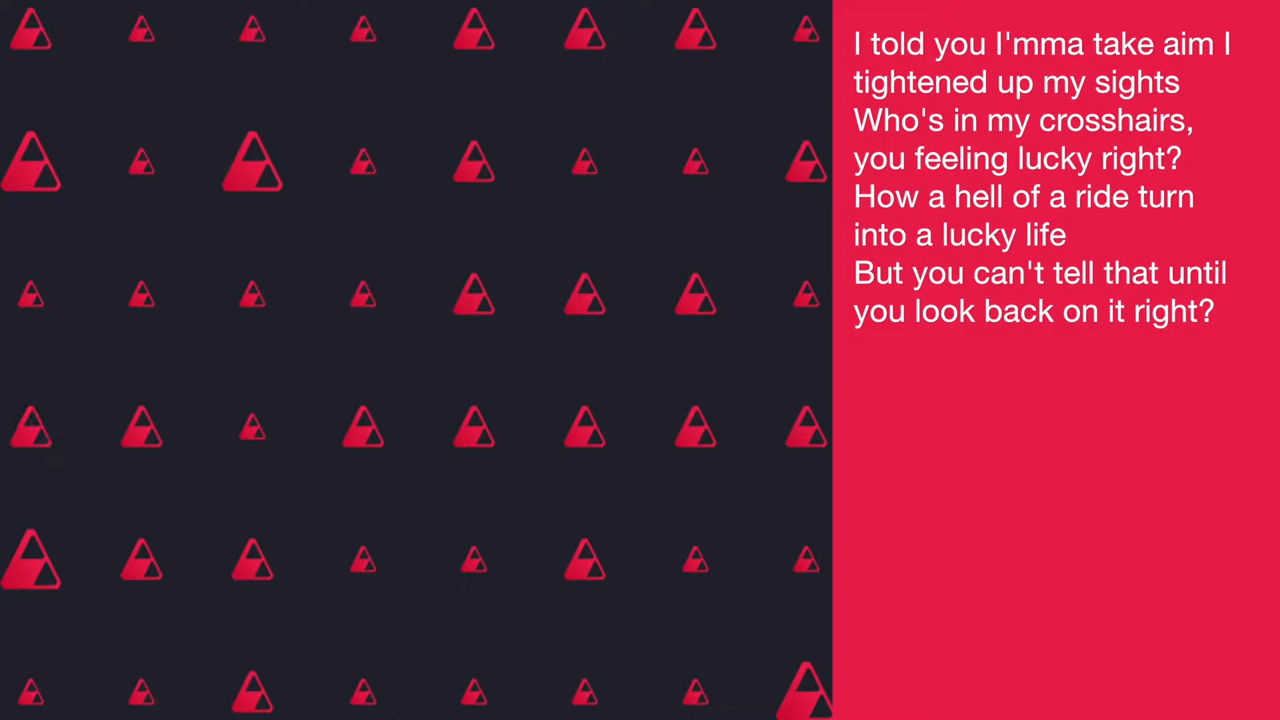 I told you I'mma take aim I
tightened up my sights
Who's in my crosshairs,
you feeling lucky right?
How a hell of a ride turn
into a lucky life
But you can't tell that until
you look back on it right?